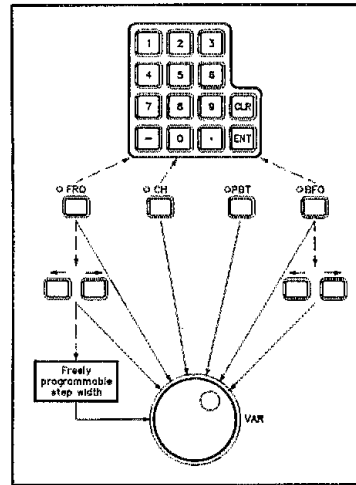 1 2 3
4 5 6
7 8 9 CLR
- 0 · ENT
FRQ CH PBT BFO
Freely
programmable
step width
VAR